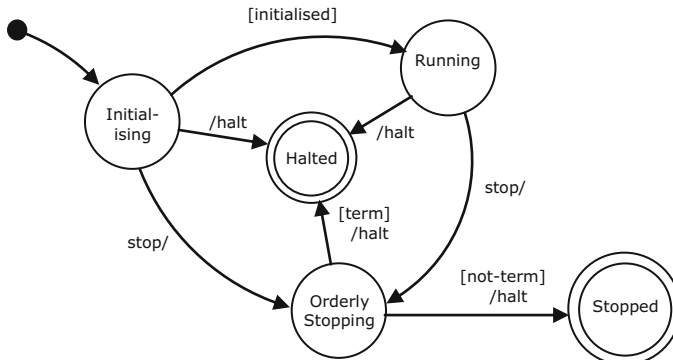 [initialised]
Running
Initial-
ising
/halt
/halt
Halted
stop/
[term]
/halt
stop/
[not-term]
/halt
Orderly
Stopping
Stopped